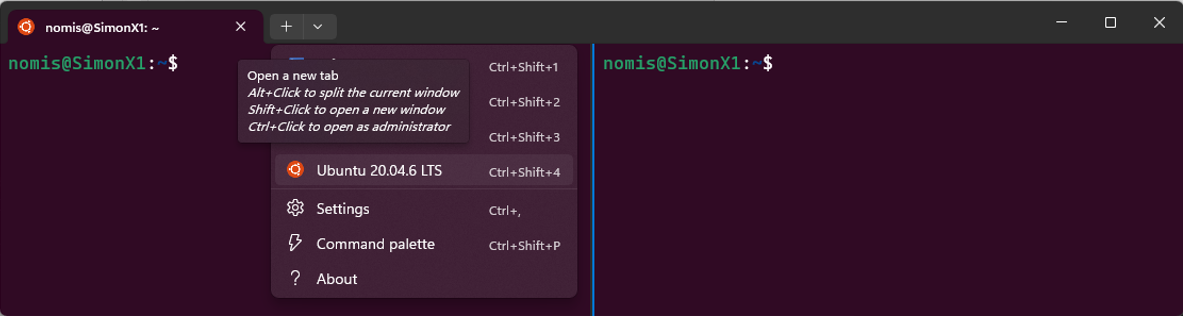 nomis@SimonX1: ~
nomis@SimonX1:~$
Open a new tab
Alt+Click to split the current window
Shift+Click to open a new window
Ctrl+Click to open as administrator
Ctrl+Shift+1
Ctrl+Shift+2
Ctrl+Shift+3
Ubuntu 20.04.6 LTS Ctrl+Shift+4
Settings Ctrl+,
Command palette Ctrl+Shift+P
About
nomis@SimonX1:~$